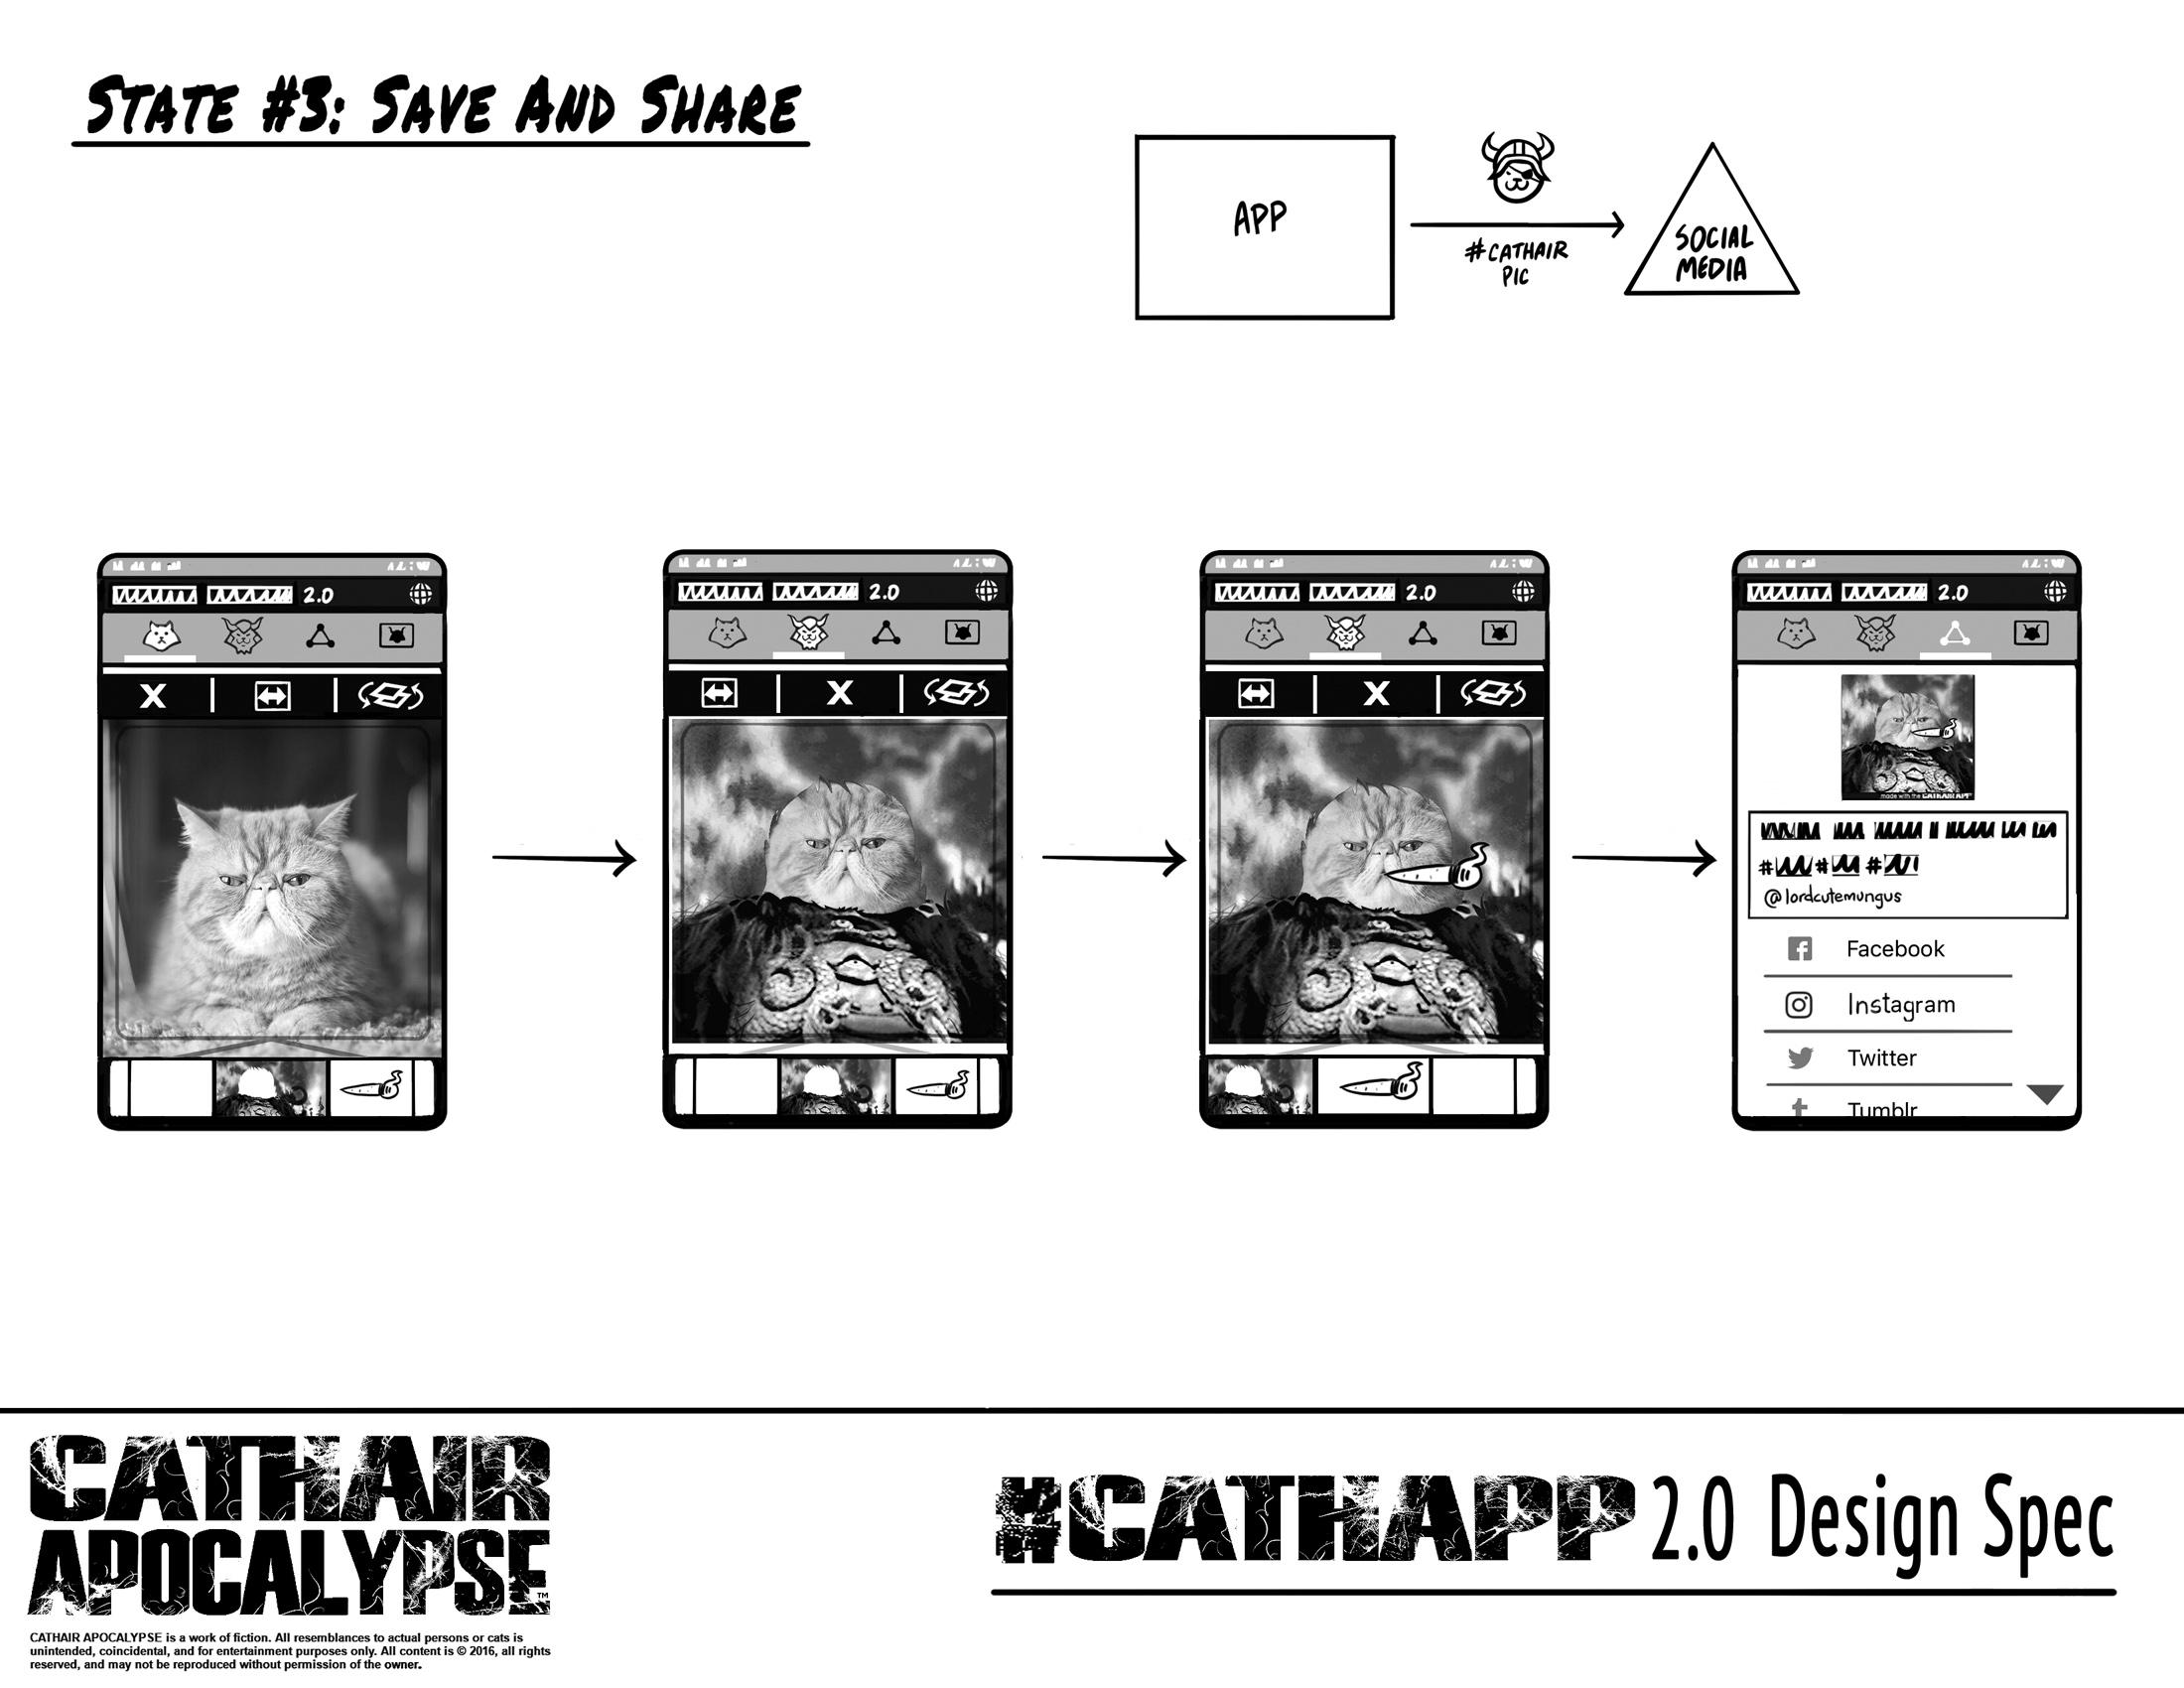 STATE #3: SAVE AND SHARE
APP
#CATHAIR
PIC
SOCIAL
MEDIA
2.0
X
2.0
X
2.0
X
2.0
made with the CATHAIR APP
# # #
@lordcutemungus
Facebook
Instagram
Twitter
Tumblr
CATHAIR
APOCALYPSE™
CATHAIR APOCALYPSE is a work of fiction. All resemblances to actual persons or cats is
unintended, coincidental, and for entertainment purposes only. All content is © 2016, all rights
reserved, and may not be reproduced without permission of the owner.
#CATHAPP 2.0 Design Spec